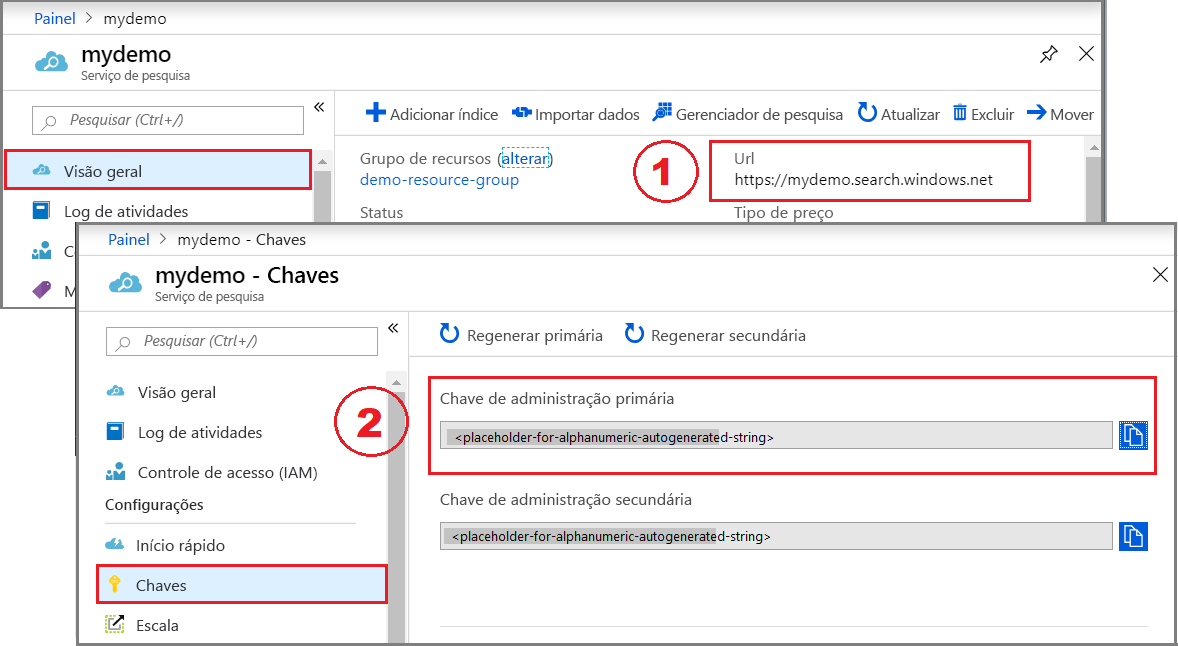 Painel > mydemo
mydemo
Serviço de pesquisa
Pesquisar (Ctrl+/)
«
Adicionar índice
Importar dados
Gerenciador de pesquisa
Atualizar
Excluir
Mover
Visão geral
Log de atividades
C
M
Grupo de recursos (alterar)
demo-resource-group
Status
1
Url
https://mydemo.search.windows.net
Tipo de preço
Painel > mydemo - Chaves
mydemo - Chaves
Serviço de pesquisa
Pesquisar (Ctrl+/)
«
Regenerar primária
Regenerar secundária
Visão geral
Log de atividades
Controle de acesso (IAM)
Configurações
Início rápido
Chaves
Escala
2
Chave de administração primária
<placeholder-for-alphanumeric-autogenerated-string>
Chave de administração secundária
<placeholder-for-alphanumeric-autogenerated-string>